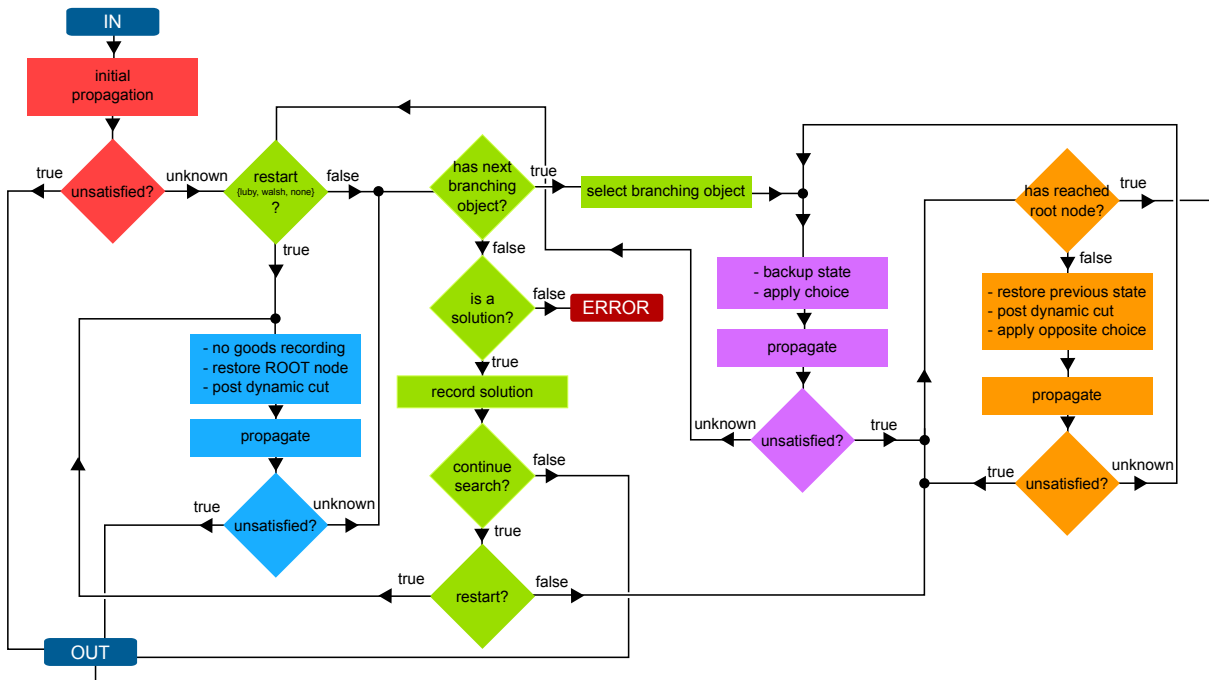 IN
initial
propagation
unsatisfied?
true
unknown
restart
{luby, walsh, none}
?
false
true
- no goods recording
- restore ROOT node
- post dynamic cut
propagate
unsatisfied?
true
unknown
OUT
has next
branching
object?
true
select branching object
false
is a
solution?
false
ERROR
true
record solution
continue
search?
false
true
restart?
true
false
- backup state
- apply choice
propagate
unsatisfied?
unknown
true
has reached
root node?
true
false
- restore previous state
- post dynamic cut
- apply opposite choice
propagate
unsatisfied?
true
unknown